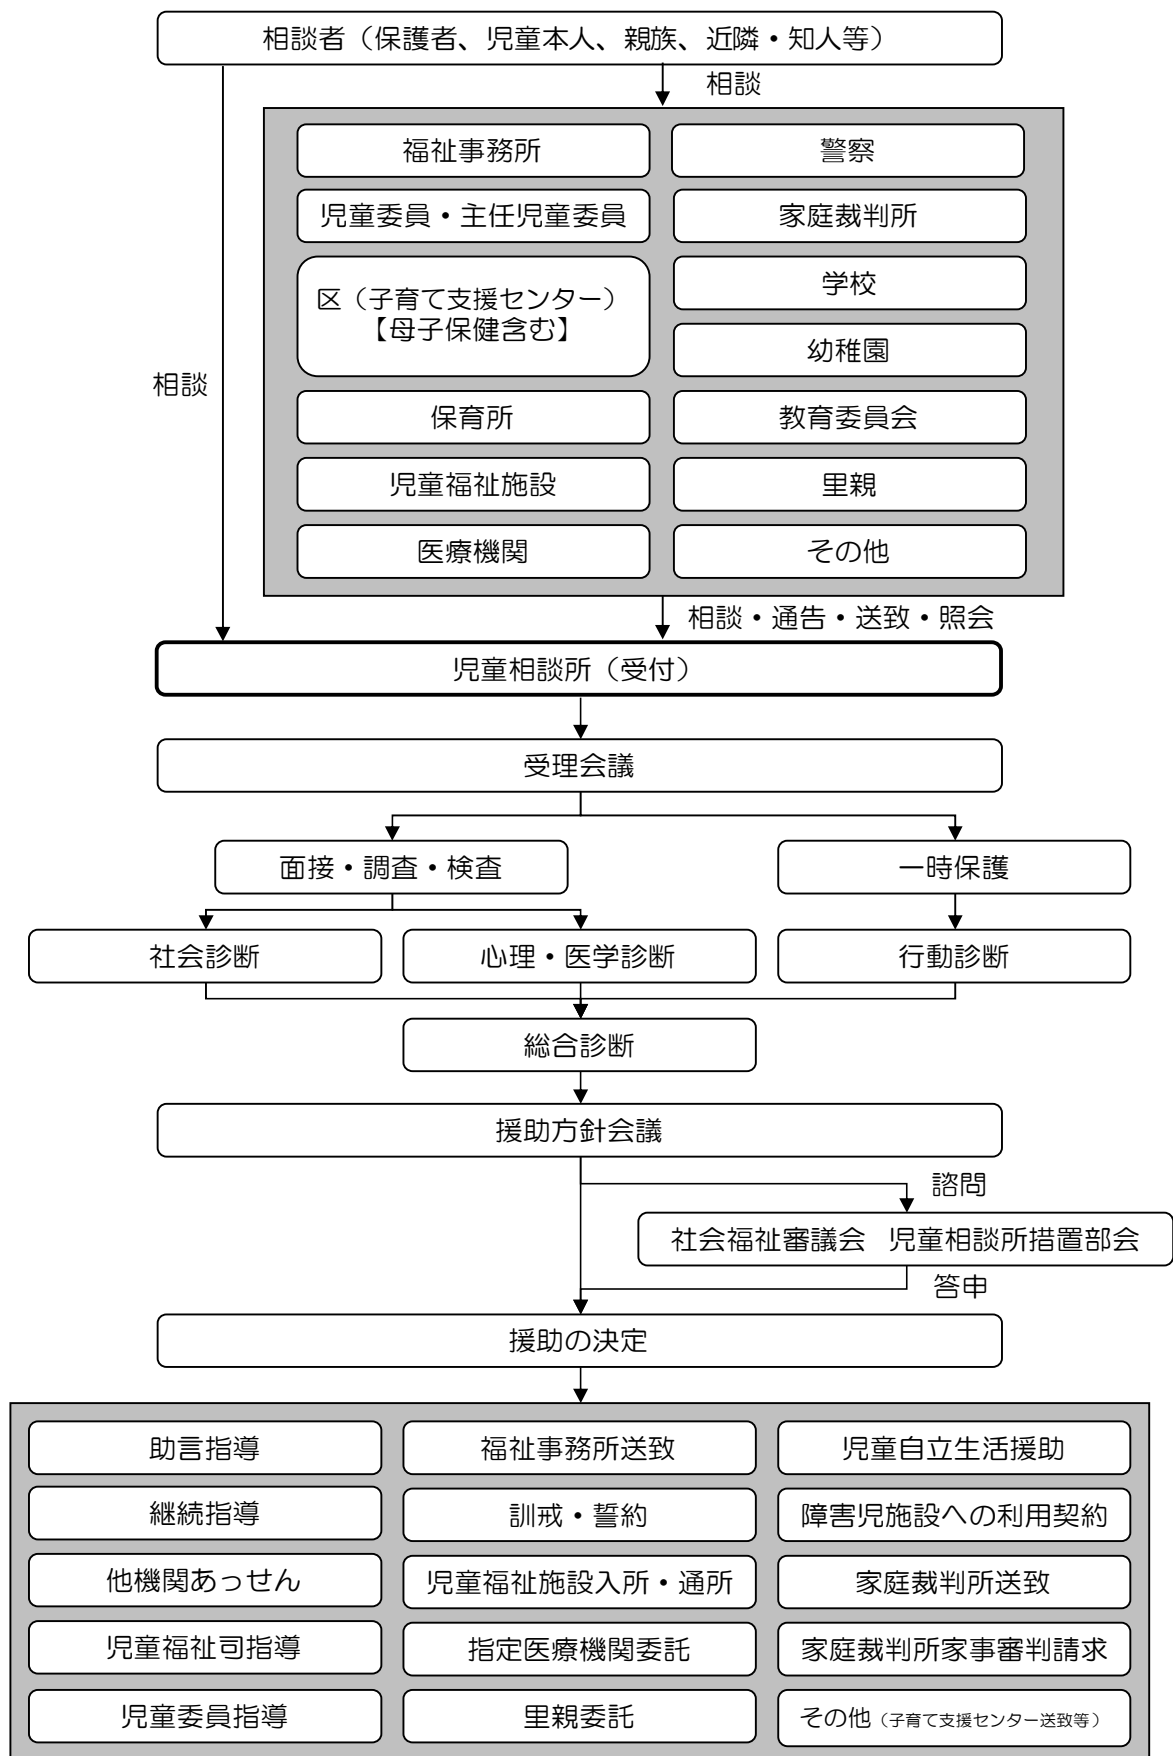 相談者（保護者、児童本人、親族、近隣・知人等）
相談
福祉事務所
警察
児童委員・主任児童委員
家庭裁判所
区（子育て支援センター）
【母子保健含む】
学校
幼稚園
相談
保育所
教育委員会
児童福祉施設
里親
医療機関
その他
相談・通告・送致・照会
児童相談所（受付）
受理会議
面接・調査・検査
一時保護
社会診断
心理・医学診断
行動診断
総合診断
援助方針会議
諮問
社会福祉審議会 児童相談所措置部会
答申
援助の決定
助言指導
福祉事務所送致
児童自立生活援助
継続指導
訓戒・誓約
障害児施設への利用契約
他機関あっせん
児童福祉施設入所・通所
家庭裁判所送致
児童福祉司指導
指定医療機関委託
家庭裁判所家事審判請求
児童委員指導
里親委託
その他（子育て支援センター送致等）